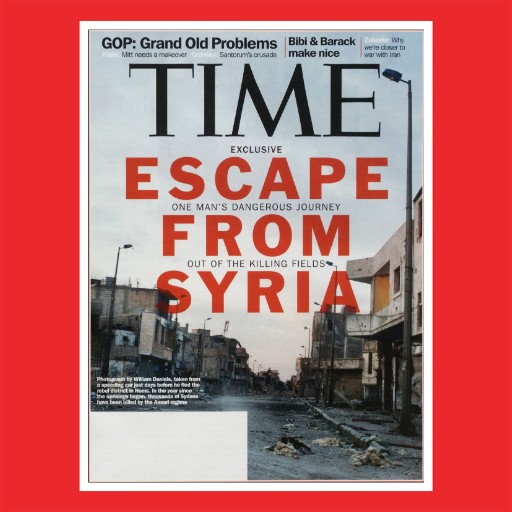 GOP: Grand Old Problems
Klein: Mitt needs a makeover Santorum's crusade
Bibi & Barack
make nice
Zakaria: Why
we're closer to
war with Iran
TIME
EXCLUSIVE
ESCAPE
ONE MAN'S DANGEROUS JOURNEY
FROM
OUT OF THE KILLING FIELDS
SYRIA
Photograph by William Daniels, taken from
a speeding car just days before he fled the
rebel district in Homs. In the year since
the uprisings began, thousands of Syrians
have been killed by the Assad regime